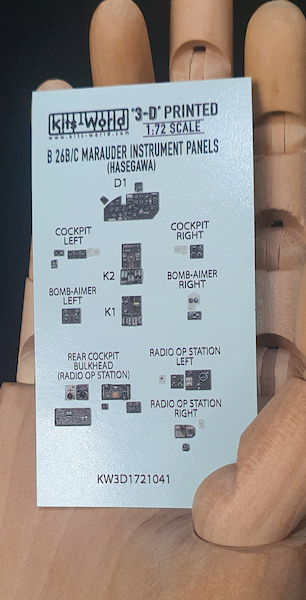 Kits-World
www.kits-world.com
"3-D" PRINTED
1:72 SCALE
B 26B/C MARAUDER INSTRUMENT PANELS
(HASEGAWA)
D1
COCKPIT
LEFT
COCKPIT
RIGHT
K2
BOMB-AIMER
LEFT
BOMB-AIMER
RIGHT
K1
REAR COCKPIT
BULKHEAD
(RADIO OP STATION)
RADIO OP STATION
LEFT
RADIO OP STATION
RIGHT
KW3D1721041